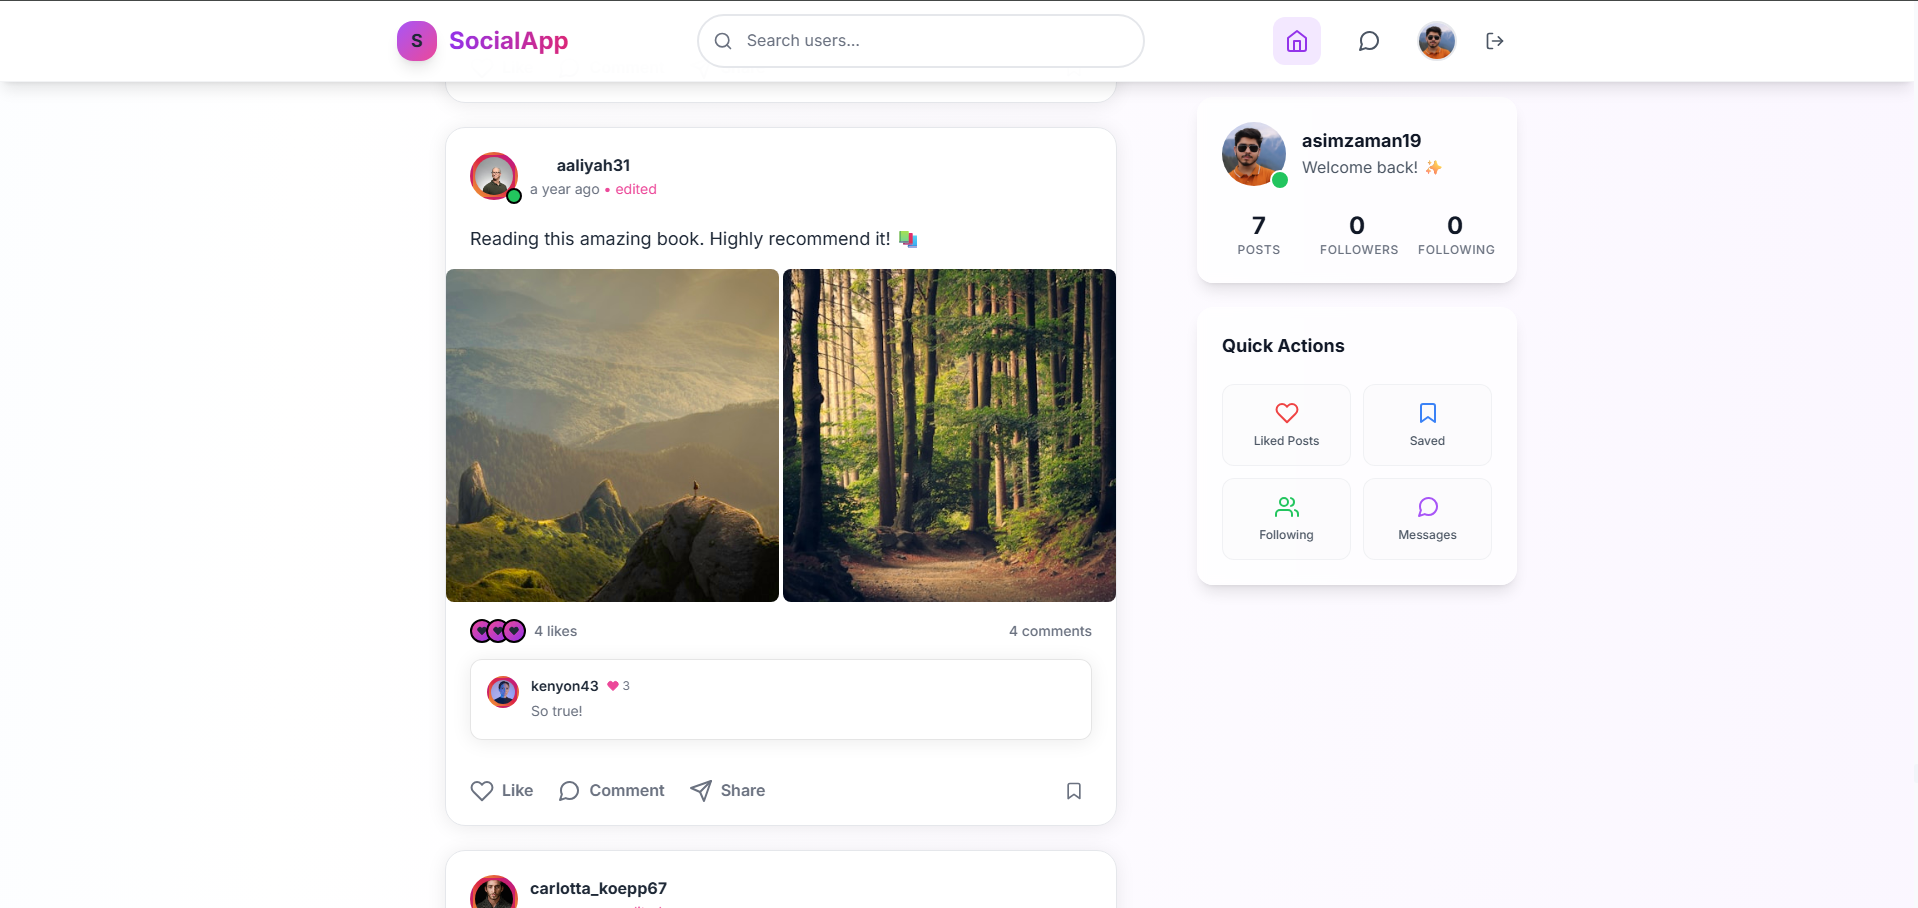 S
SocialApp
Search users...
aaliyah31
a year ago • edited
Reading this amazing book. Highly recommend it! 📚
4 likes
4 comments
kenyon43 3
So true!
Like
Comment
Share
carlotta_koepp67
asimzaman19
Welcome back! ✨
7
POSTS
0
FOLLOWERS
0
FOLLOWING
Quick Actions
Liked Posts
Saved
Following
Messages